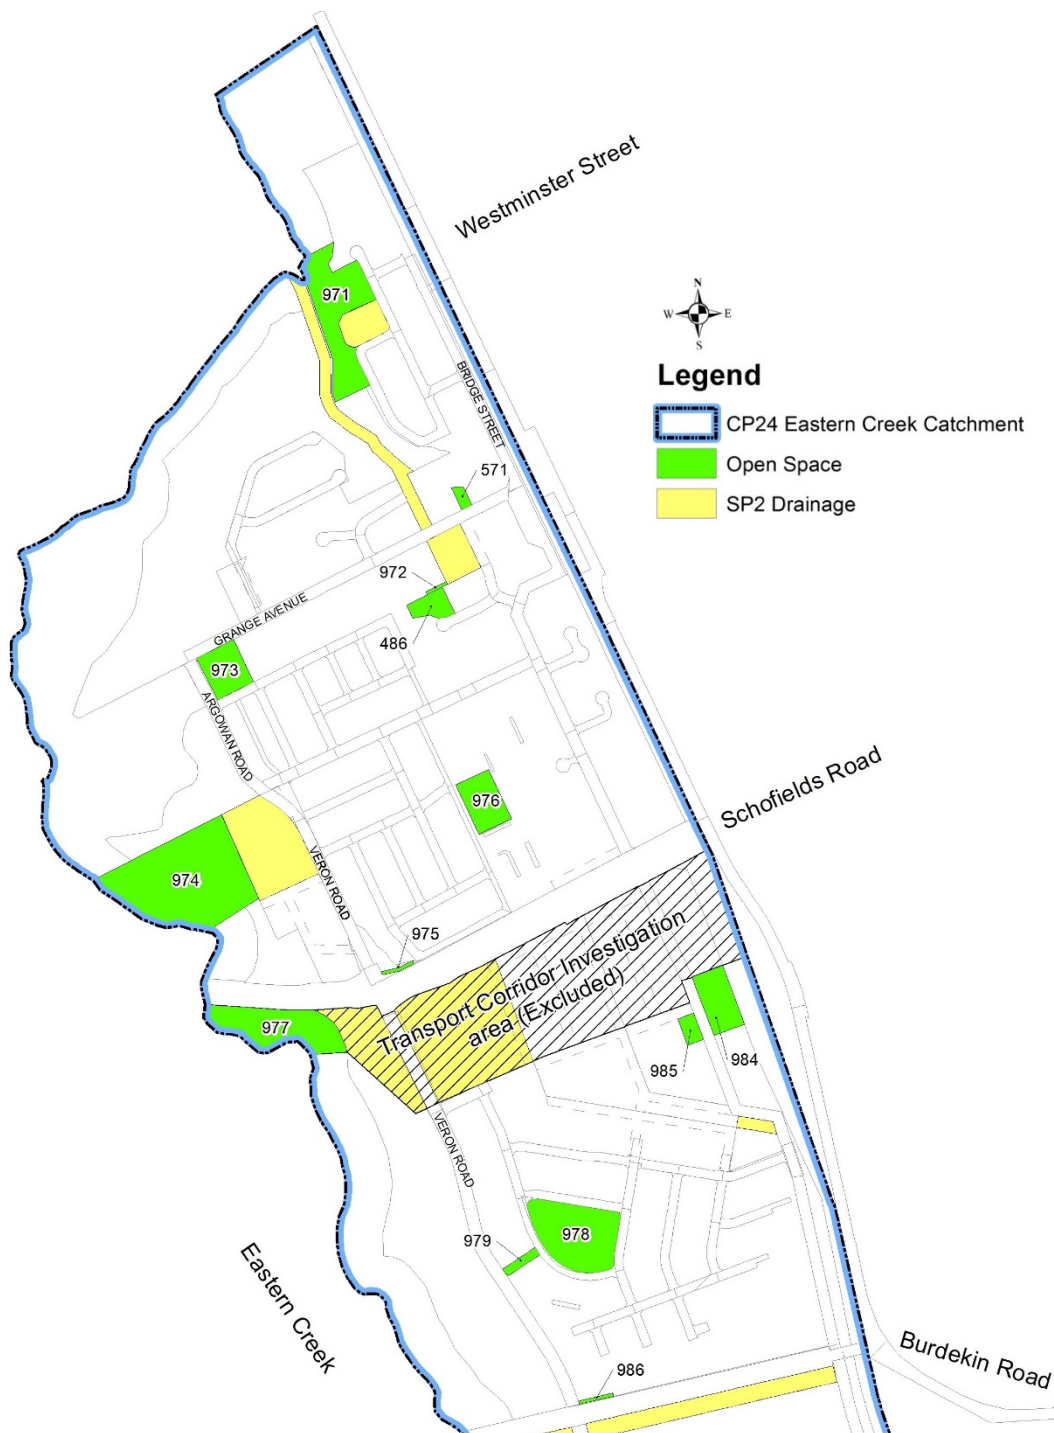 Westminster Street
N
W E
S
Legend
CP24 Eastern Creek Catchment
Open Space
SP2 Drainage
971
BRIDGE STREET
571
972
GRANGE AVENUE
486
973
ARGOWAN ROAD
Schofields Road
976
974
VERON ROAD
975
Transport Corridor Investigation
area (Excluded)
977
985
984
VERON ROAD
978
979
Eastern Creek
Burdekin Road
986